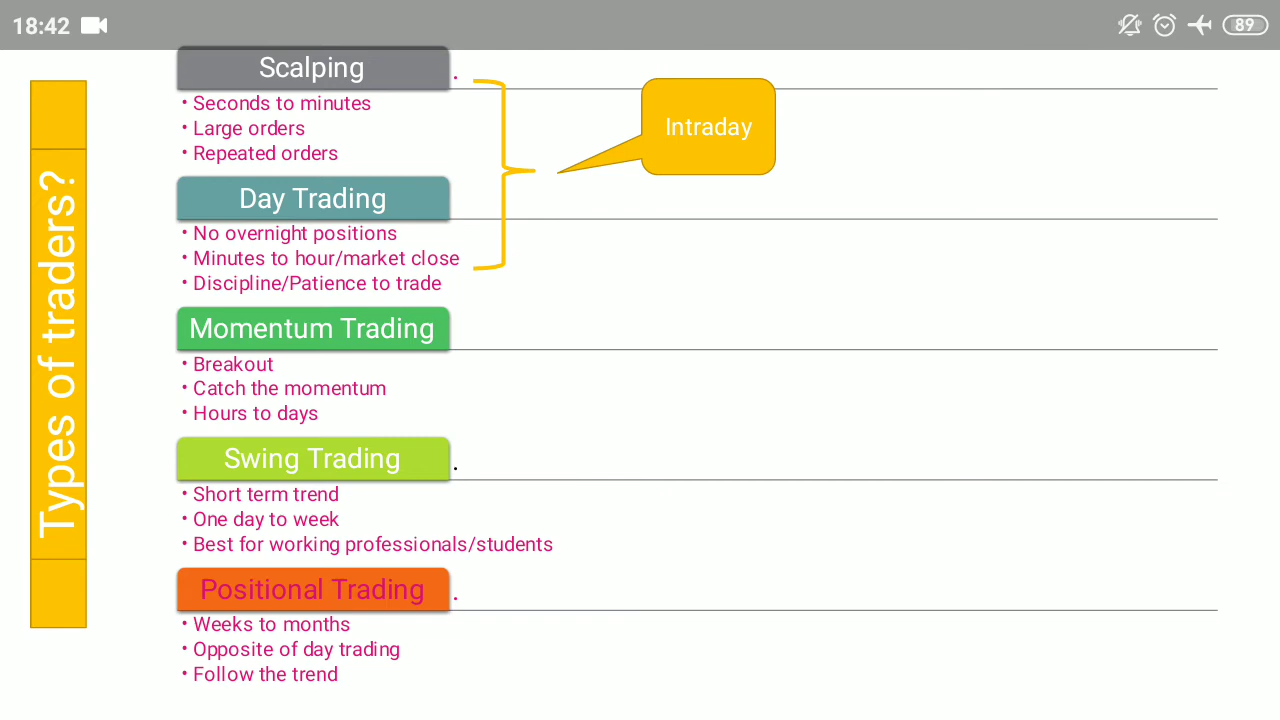 18:42
89
Types of traders?
Scalping
.
• Seconds to minutes
• Large orders
• Repeated orders
Intraday
Day Trading
• No overnight positions
• Minutes to hour/market close
• Discipline/Patience to trade
Momentum Trading
• Breakout
• Catch the momentum
• Hours to days
Swing Trading
.
• Short term trend
• One day to week
• Best for working professionals/students
Positional Trading
.
• Weeks to months
• Opposite of day trading
• Follow the trend